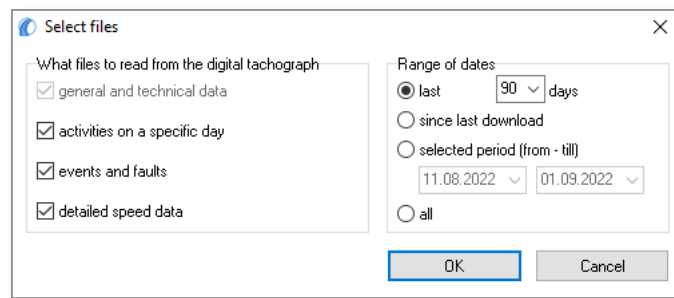 Select files
What files to read from the digital tachograph
general and technical data
activities on a specific day
events and faults
detailed speed data
Range of dates
last 90 days
since last download
selected period (from - till)
11.08.2022 01.09.2022
all
OK Cancel